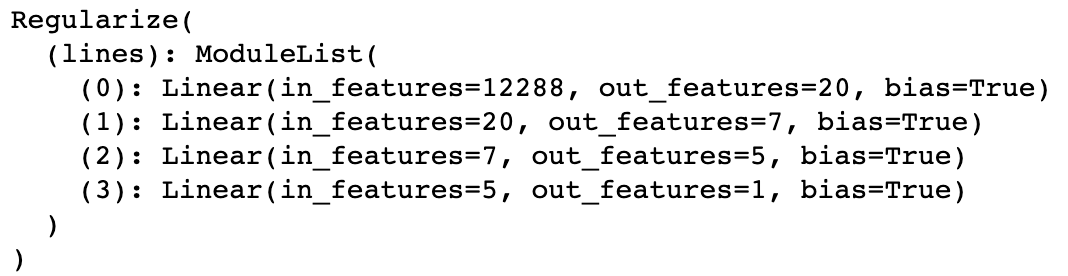 Regularize(
  (lines): ModuleList(
    (0): Linear(in_features=12288, out_features=20, bias=True)
    (1): Linear(in_features=20, out_features=7, bias=True)
    (2): Linear(in_features=7, out_features=5, bias=True)
    (3): Linear(in_features=5, out_features=1, bias=True)
  )
)